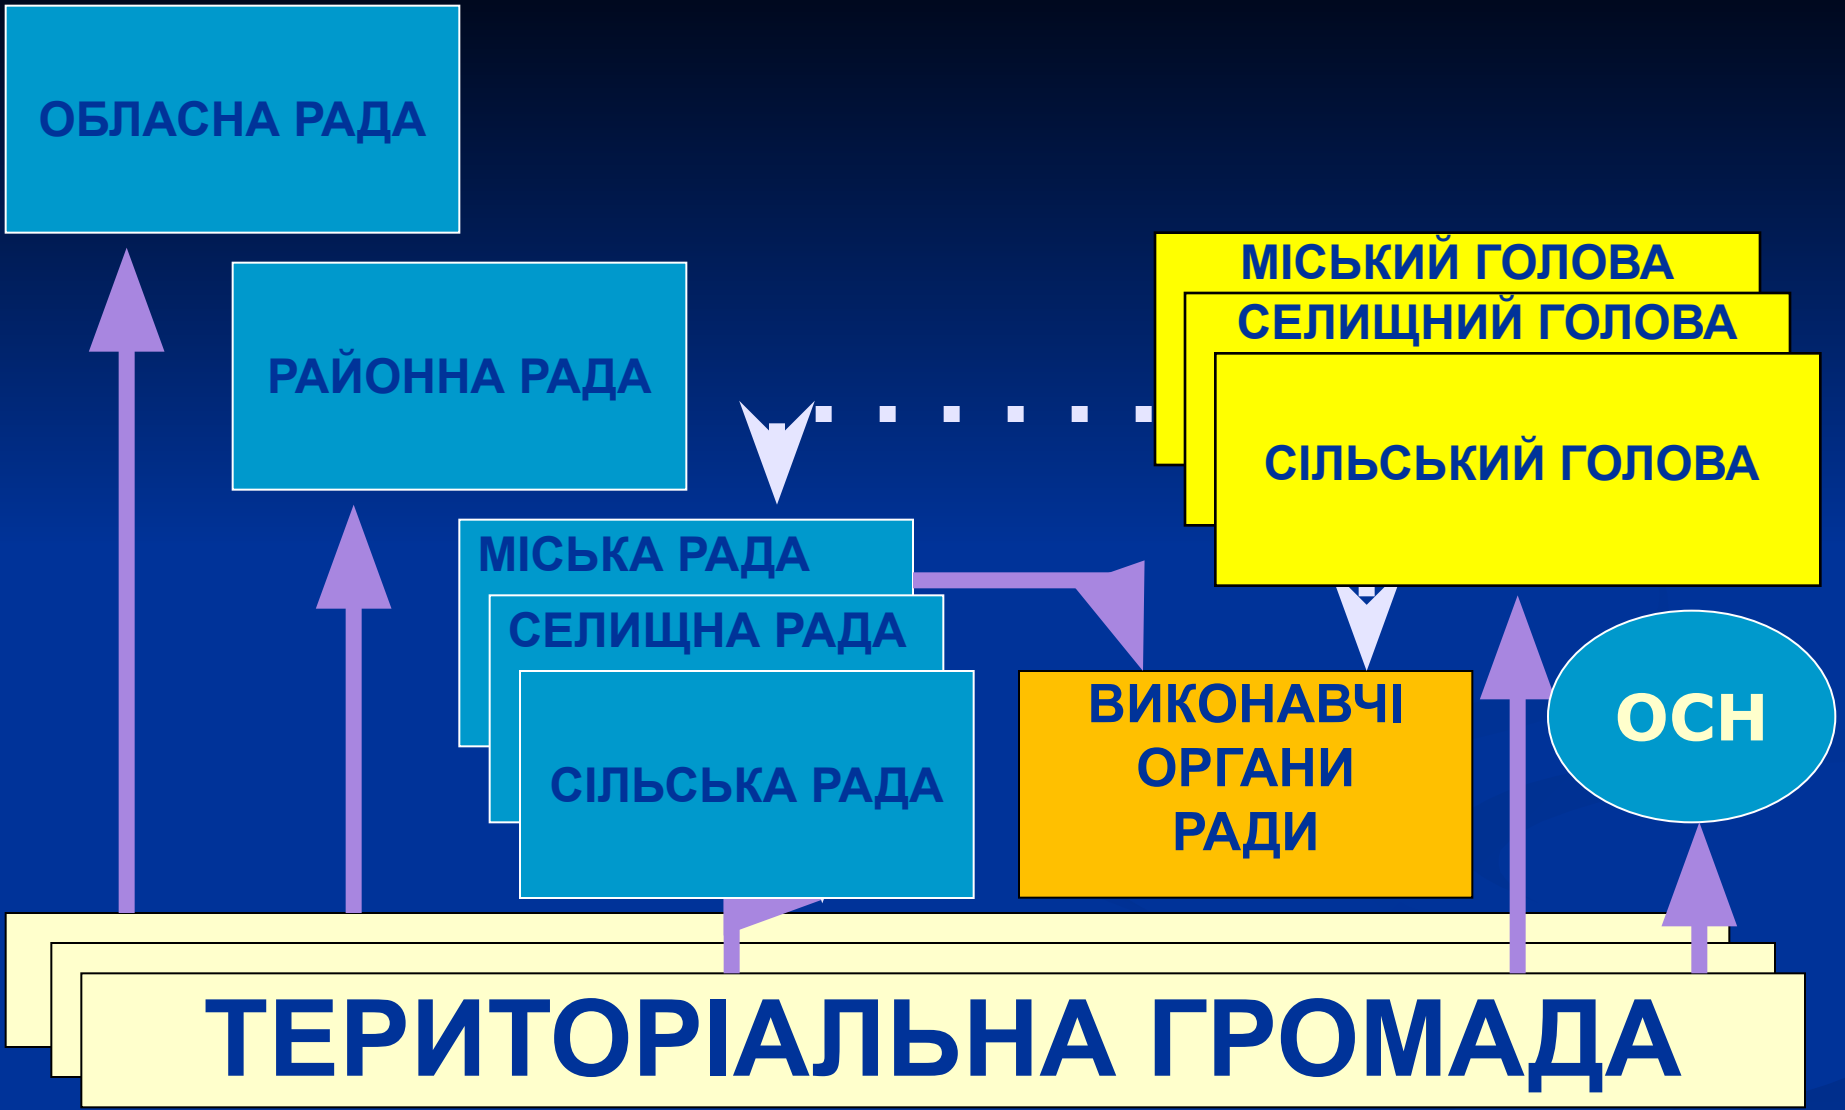 ОБЛАСНА РАДА
РАЙОННА РАДА
МІСЬКИЙ ГОЛОВА
СЕЛИЩНИЙ ГОЛОВА
СІЛЬСЬКИЙ ГОЛОВА
МІСЬКА РАДА
СЕЛИЩНА РАДА
СІЛЬСЬКА РАДА
ВИКОНАВЧІ
ОРГАНИ
РАДИ
ОСН
ТЕРИТОРІАЛЬНА ГРОМАДА